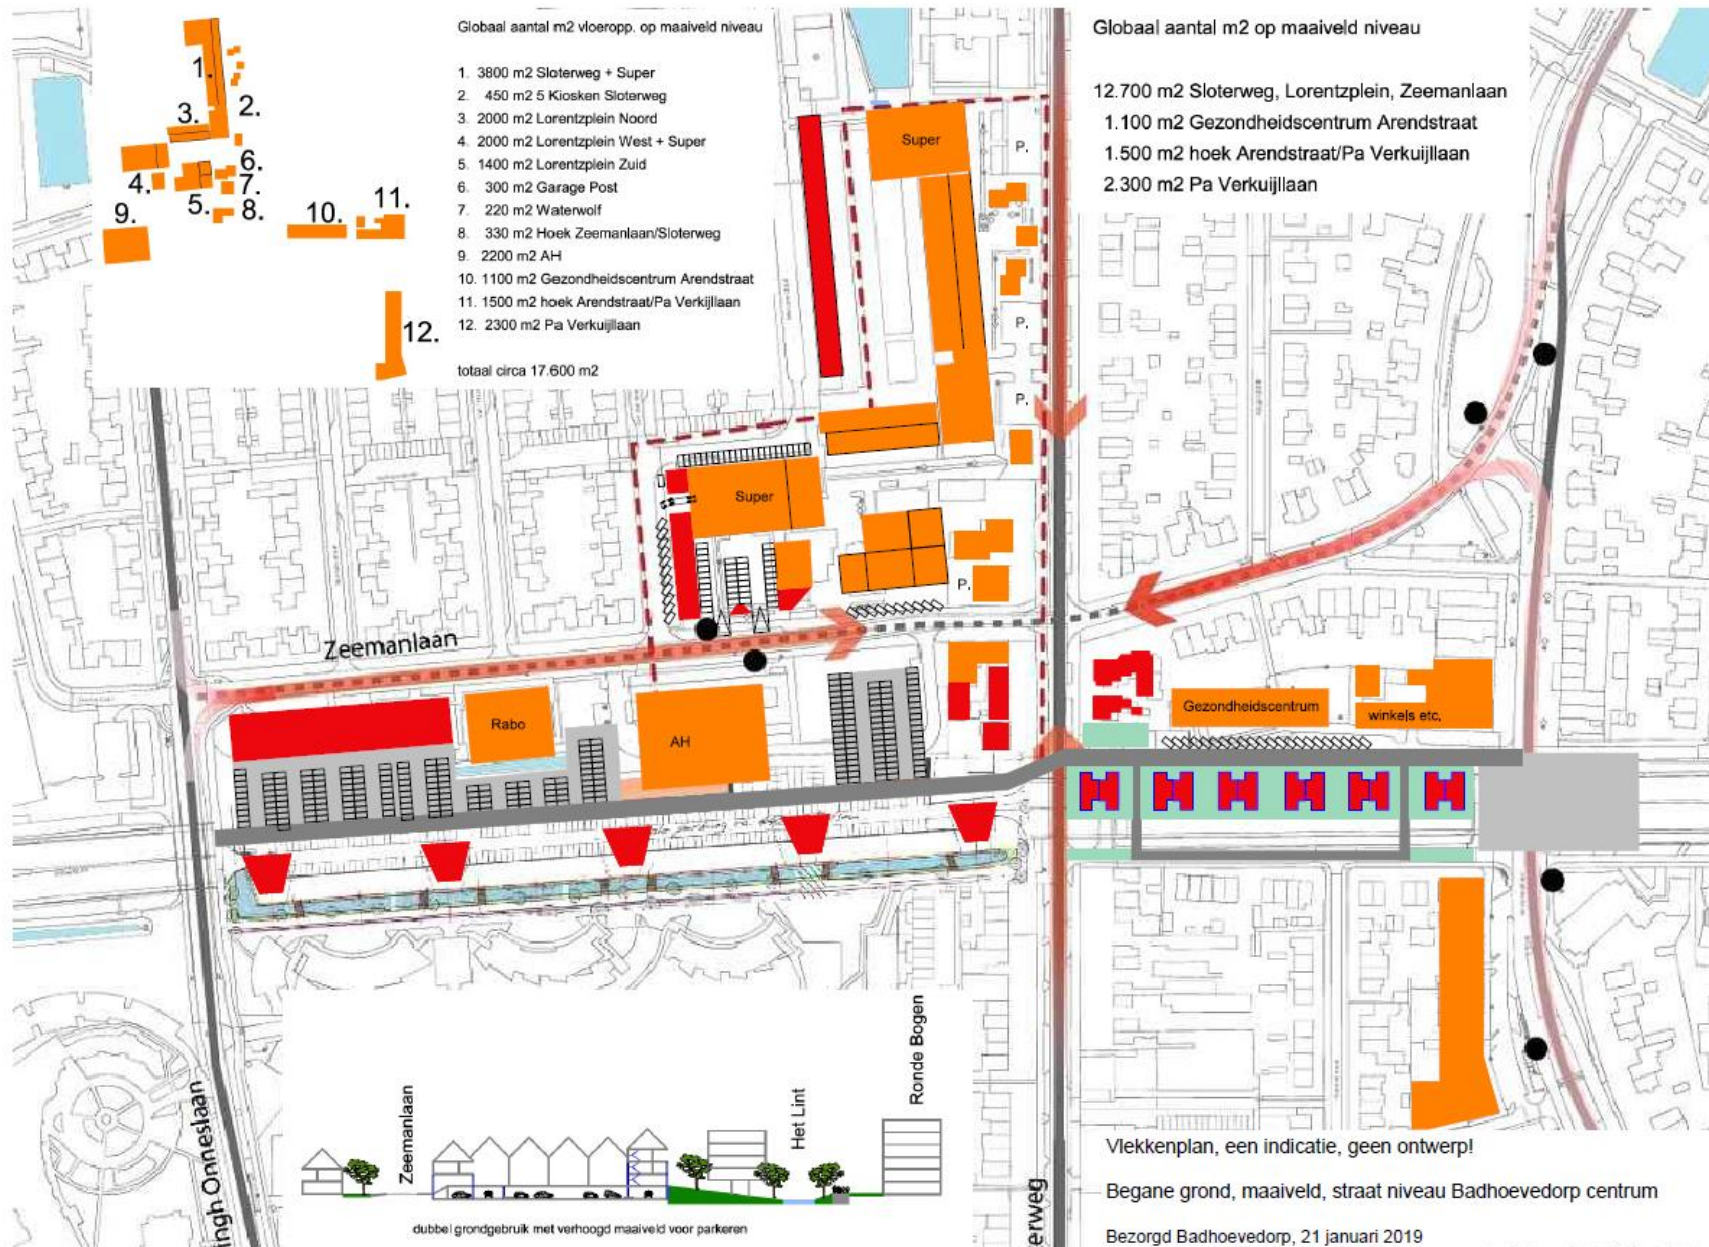 Globaal aantal m2 vloeropp. op maaiveld niveau
1. 3800 m2 Sloterweg + Super
2. 450 m2 5 Kiosken Sloterweg
3. 2000 m2 Lorentzplein Noord
4. 2000 m2 Lorentzplein West + Super
5. 1400 m2 Lorentzplein Zuid
6. 300 m2 Garage Post
7. 220 m2 Waterwolf
8. 330 m2 Hoek Zeemanlaan/Sloterweg
9. 2200 m2 AH
10. 1100 m2 Gezondheidscentrum Arendstraat
11. 1500 m2 hoek Arendstraat/Pa Verkijllaan
12. 2300 m2 Pa Verkuijllaan
totaal circa 17.600 m2
1.
2.
3.
4.
5.
6.
7.
8.
9.
10.
11.
12.
Globaal aantal m2 op maaiveld niveau
12.700 m2 Sloterweg, Lorentzplein, Zeemanlaan
1.100 m2 Gezondheidscentrum Arendstraat
1.500 m2 hoek Arendstraat/Pa Verkuijllaan
2.300 m2 Pa Verkuijllaan
Super
P.
P.
P.
Super
P.
Zeemanlaan
Rabo
AH
Gezondheidscentrum
winkels etc.
Zeemanlaan
Het Lint
Ronde Bogen
dubbel grondgebruik met verhoogd maaiveld voor parkeren
ingh Onneslaan
erweg
Vlekkenplan, een indicatie, geen ontwerp!
Begane grond, maaiveld, straat niveau Badhoevedorp centrum
Bezorgd Badhoevedorp, 21 januari 2019